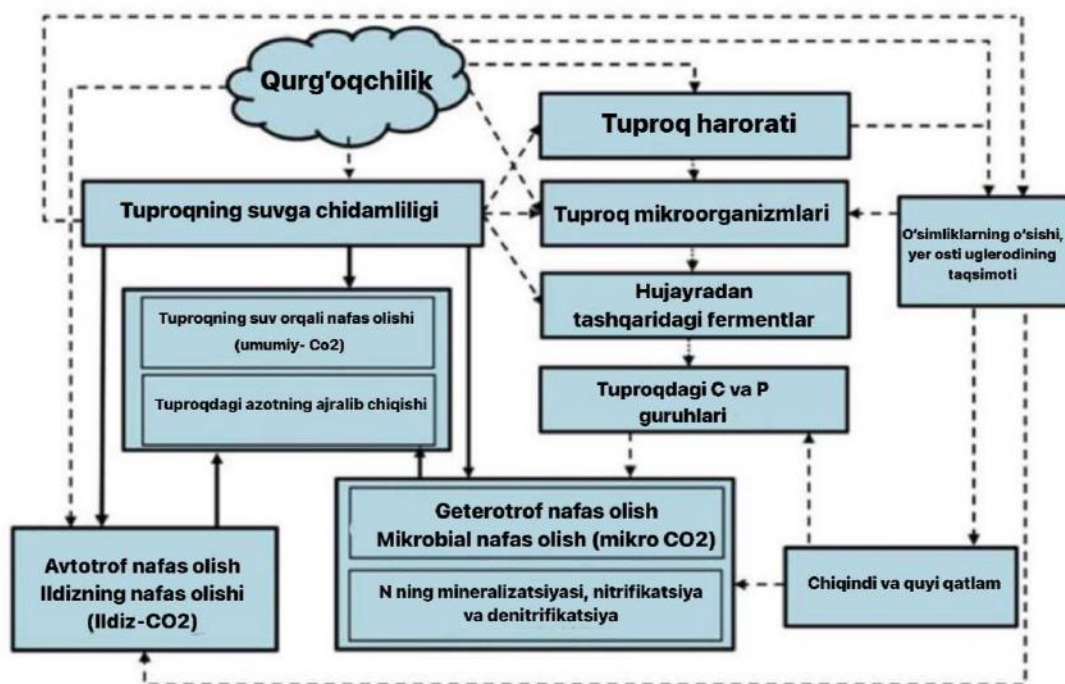 Qurg'oqchilik
Tuproq harorati
Tuproqning suvga chidamliligi
Tuproq mikroorganizmlari
O'simliklarning o'sishi,
yer osti uglerodining
taqsimoti
Hujayradan
tashqaridagi fermentlar
Tuproqning suv orqali nafas olishi
(umumiy- Co2)
Tuproqdagi azotning ajralib chiqishi
Tuproqdagi C va P
guruhlari
Geterotrof nafas olish
Mikrobial nafas olish (mikro CO2)
N ning mineralizatsiyasi, nitrifikatsiya
va denitrifikatsiya
Avtotrof nafas olish
Ildizning nafas olishi
(Ildiz-CO2)
Chiqindi va quyi qatlam